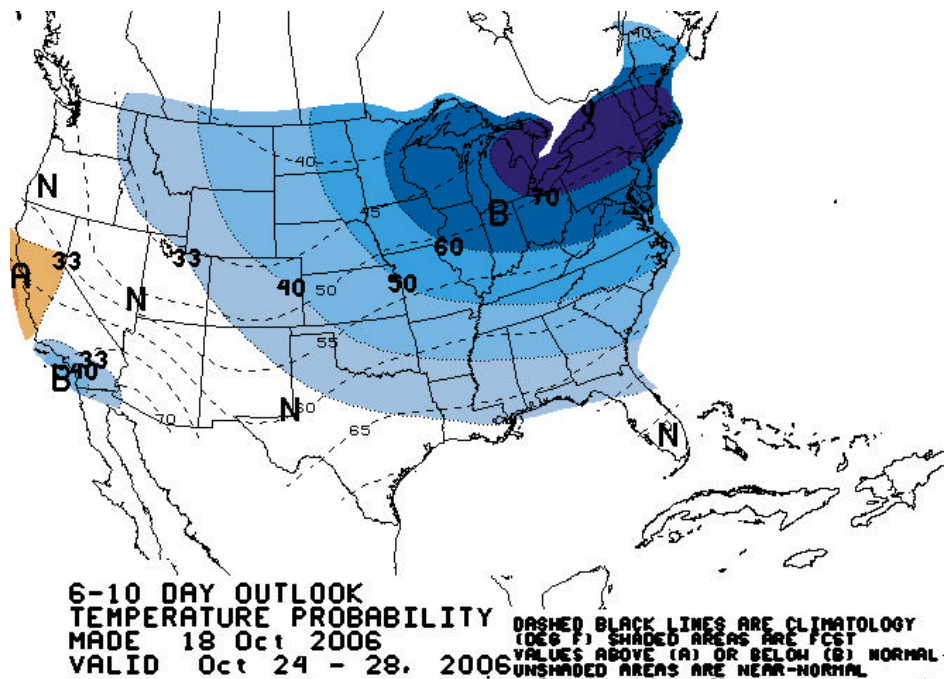 40
40
45
N
70
B
60
33
33
A
50
40
50
N
55
33
40
B
60
N
70
65
N
6-10 DAY OUTLOOK
TEMPERATURE PROBABILITY
MADE 18 Oct 2006
VALID Oct 24 - 28, 2006
DASHED BLACK LINES ARE CLIMATOLOGY
(DEG F) SHADED AREAS ARE FCST
VALUES ABOVE (A) OR BELOW (B) NORMAL
UNSHADED AREAS ARE NEAR-NORMAL